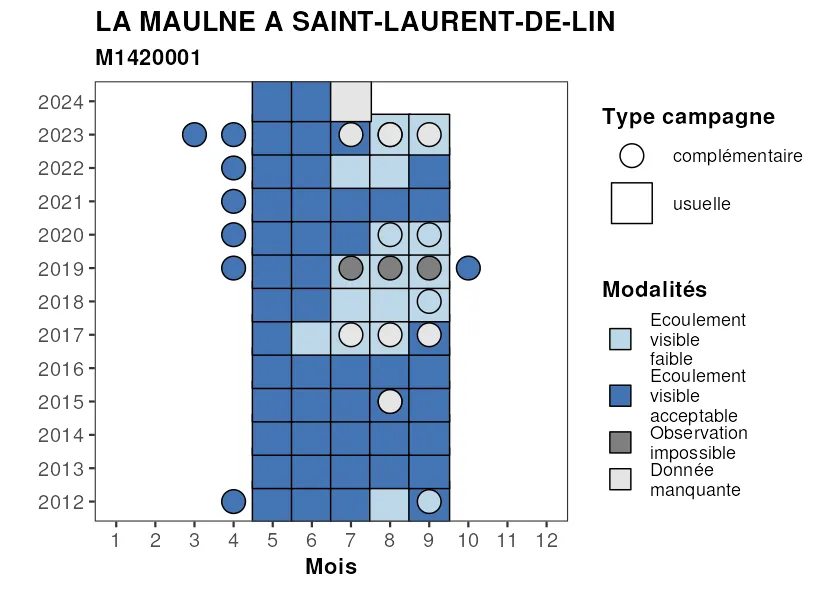 LA MAULNE A SAINT-LAURENT-DE-LIN
M1420001
2024
2023
2022
2021
2020
2019
2018
2017
2016
2015
2014
2013
2012
1 2 3 4 5 6 7 8 9 10 11 12
Mois
Type campagne
complémentaire
usuelle
Modalités
Ecoulement
visible
faible
Ecoulement
visible
acceptable
Observation
impossible
Donnée
manquante